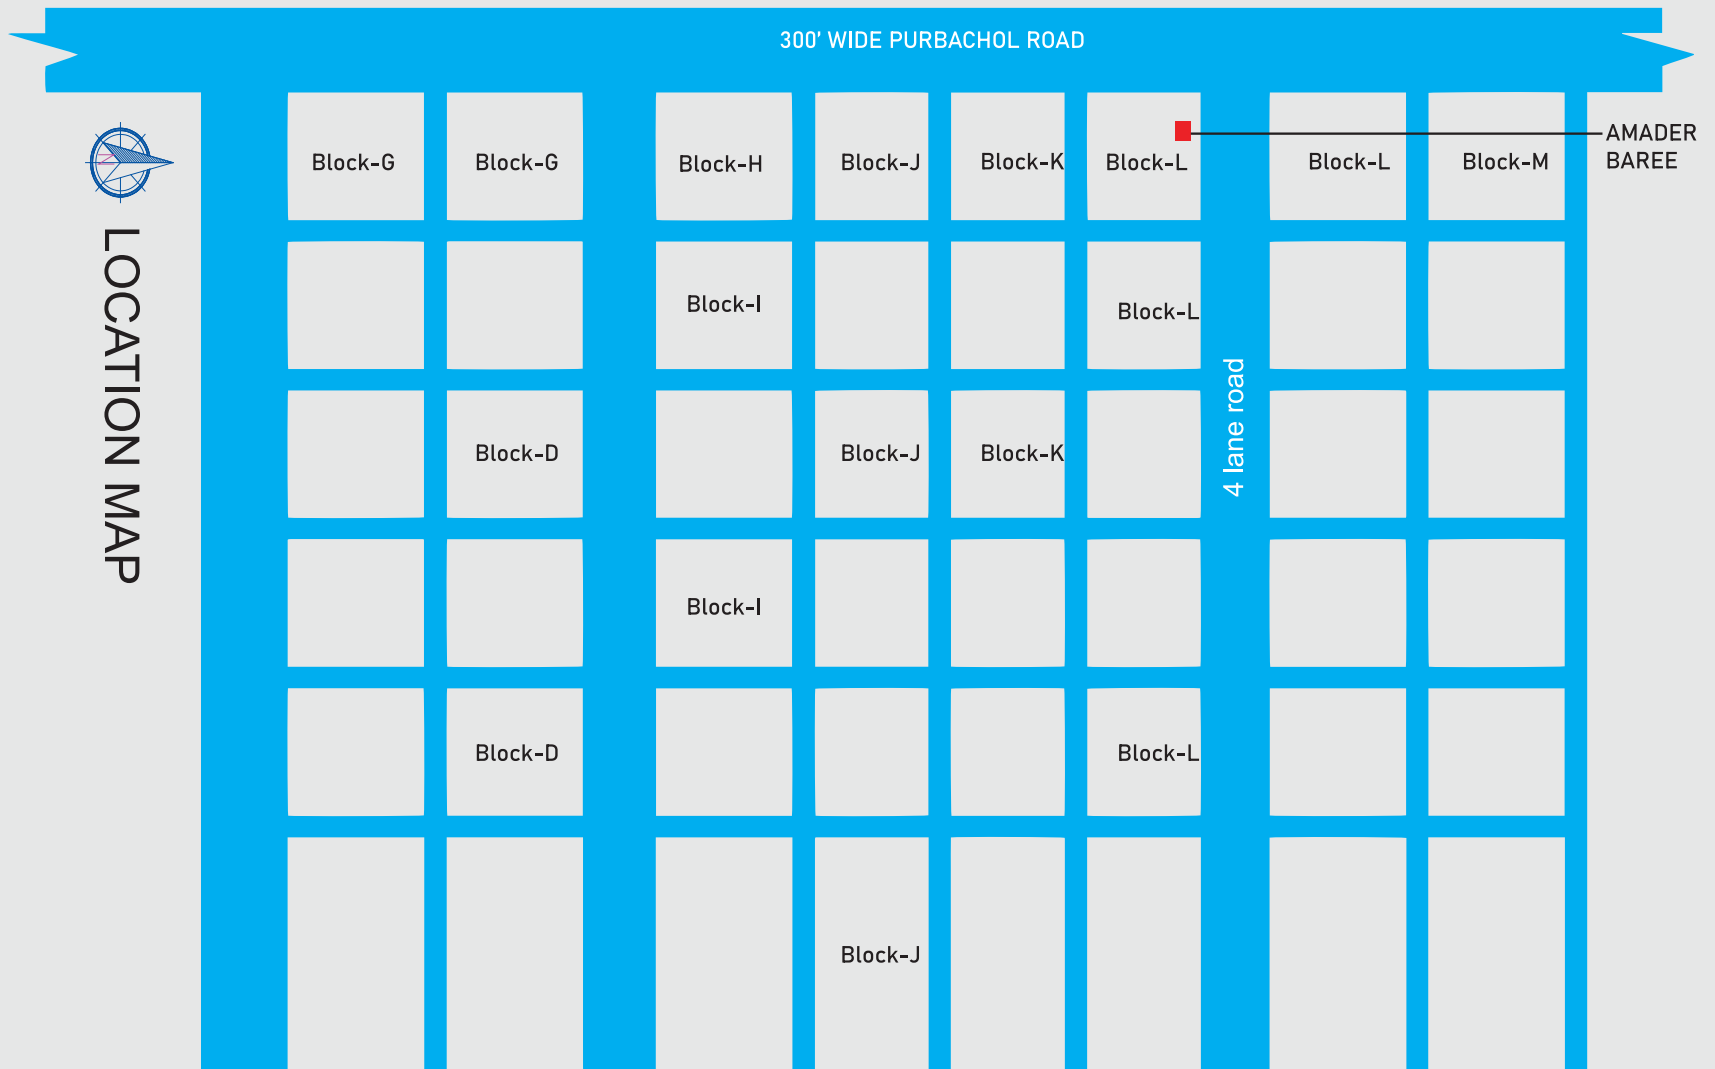 300' WIDE PURBACHOL ROAD
AMADER
BAREE
Block-G
Block-G
Block-H
Block-J
Block-K
Block-L
Block-L
Block-M
LOCATION MAP
Block-I
Block-L
4 lane road
Block-D
Block-J
Block-K
Block-I
Block-D
Block-L
Block-J